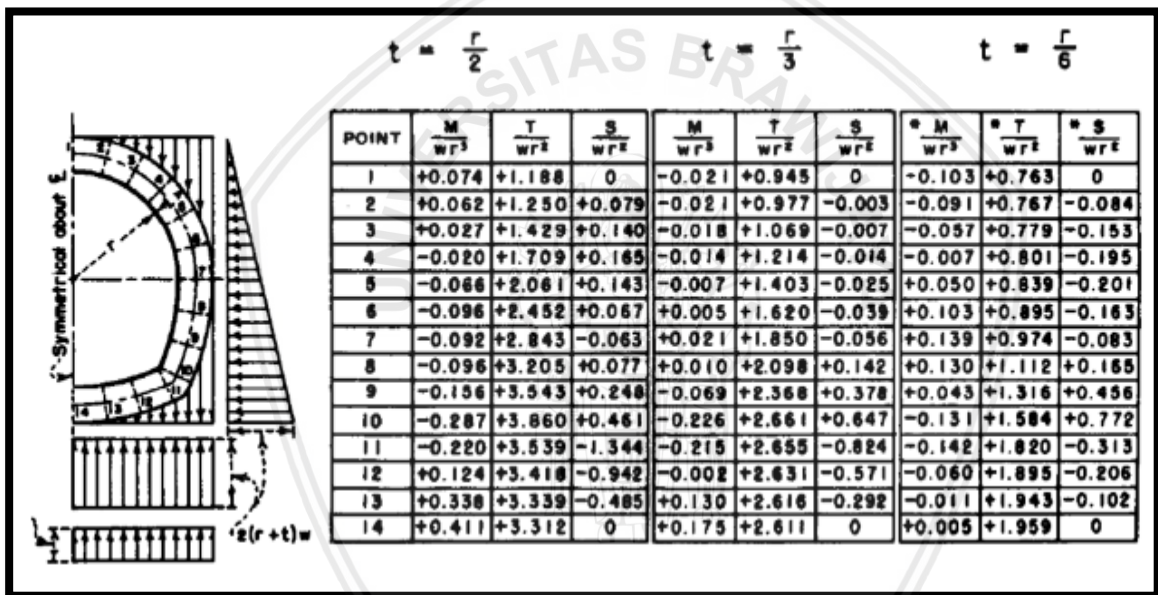 UNIVERSITAS BRAWIJAYA
t = r/2 t = r/3 t = r/6
POINT M/wr³ T/wr² S/wr² M/wr³ T/wr² S/wr² * M/wr³ * T/wr² * S/wr²
1 +0.074 +1.188 0 -0.021 +0.945 0 -0.103 +0.763 0
2 +0.062 +1.250 +0.079 -0.021 +0.977 -0.003 -0.091 +0.767 -0.084
3 +0.027 +1.429 +0.140 -0.018 +1.069 -0.007 -0.057 +0.779 -0.153
4 -0.020 +1.709 +0.165 -0.014 +1.214 -0.014 -0.007 +0.801 -0.195
5 -0.066 +2.061 +0.143 -0.007 +1.403 -0.025 +0.050 +0.839 -0.201
6 -0.096 +2.452 +0.067 +0.005 +1.620 -0.039 +0.103 +0.895 -0.163
7 -0.092 +2.843 -0.063 +0.021 +1.850 -0.056 +0.139 +0.974 -0.083
8 -0.096 +3.205 +0.077 +0.010 +2.098 +0.142 +0.130 +1.112 +0.165
9 -0.156 +3.543 +0.248 -0.069 +2.368 +0.378 +0.043 +1.316 +0.456
10 -0.287 +3.860 +0.461 -0.226 +2.661 +0.647 -0.131 +1.584 +0.772
11 -0.220 +3.539 -1.344 -0.215 +2.655 -0.824 -0.142 +1.820 -0.313
12 +0.124 +3.418 -0.942 -0.002 +2.631 -0.571 -0.060 +1.895 -0.206
13 +0.338 +3.339 -0.485 +0.130 +2.616 -0.292 -0.011 +1.943 -0.102
14 +0.411 +3.312 0 +0.175 +2.611 0 +0.005 +1.959 0
Symmetrical about ℄
1 2 3 4
r
7
10
11
14 13 12
2(r+t)w